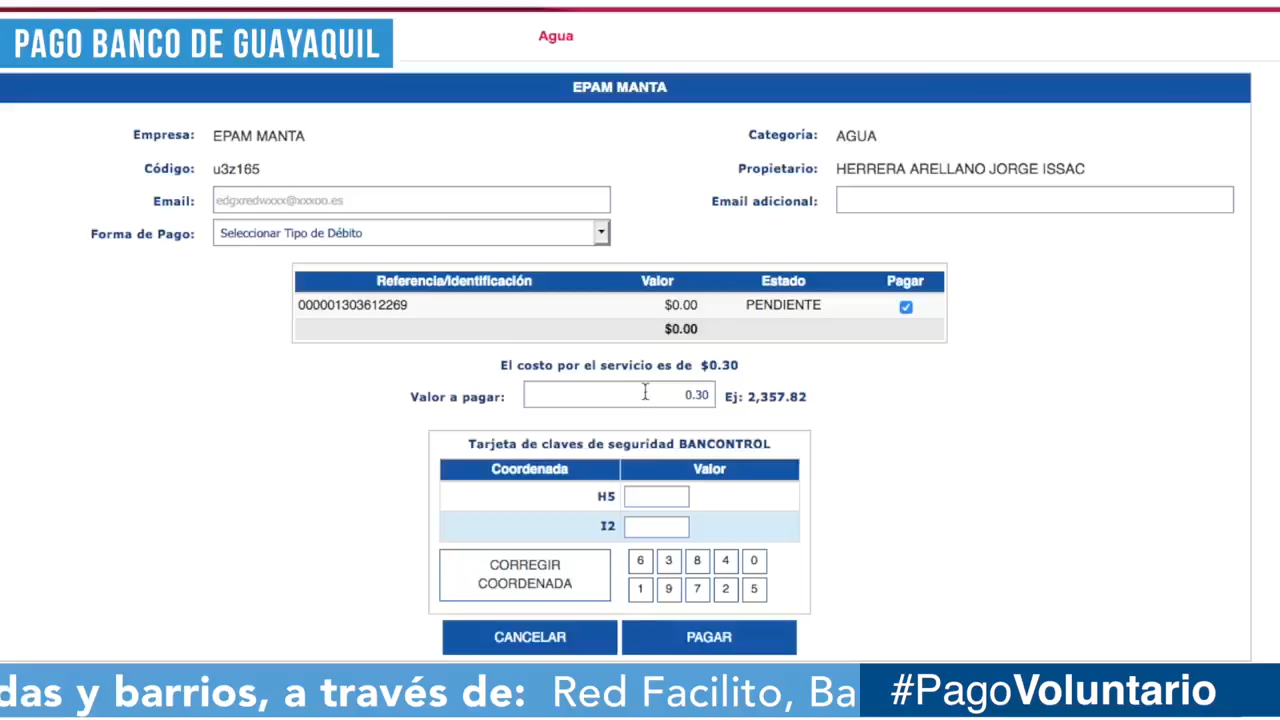 PAGO BANCO DE GUAYAQUIL
Agua
EPAM MANTA
Empresa: EPAM MANTA
Categoría: AGUA
Código: u3z165
Propietario: HERRERA ARELLANO JORGE ISSAC
Email: edgxredwxxx@xxxoo.es
Email adicional:
Forma de Pago: Seleccionar Tipo de Débito
Referencia/Identificación Valor Estado Pagar
000001303612269 $0.00 PENDIENTE
$0.00
El costo por el servicio es de $0.30
Valor a pagar: 0.30 Ej: 2,357.82
Tarjeta de claves de seguridad BANCONTROL
Coordenada Valor
H5
I2
CORREGIR
COORDENADA
6 3 8 4 0
1 9 7 2 5
CANCELAR PAGAR
das y barrios, a través de: Red Facilito, Ba
#PagoVoluntario